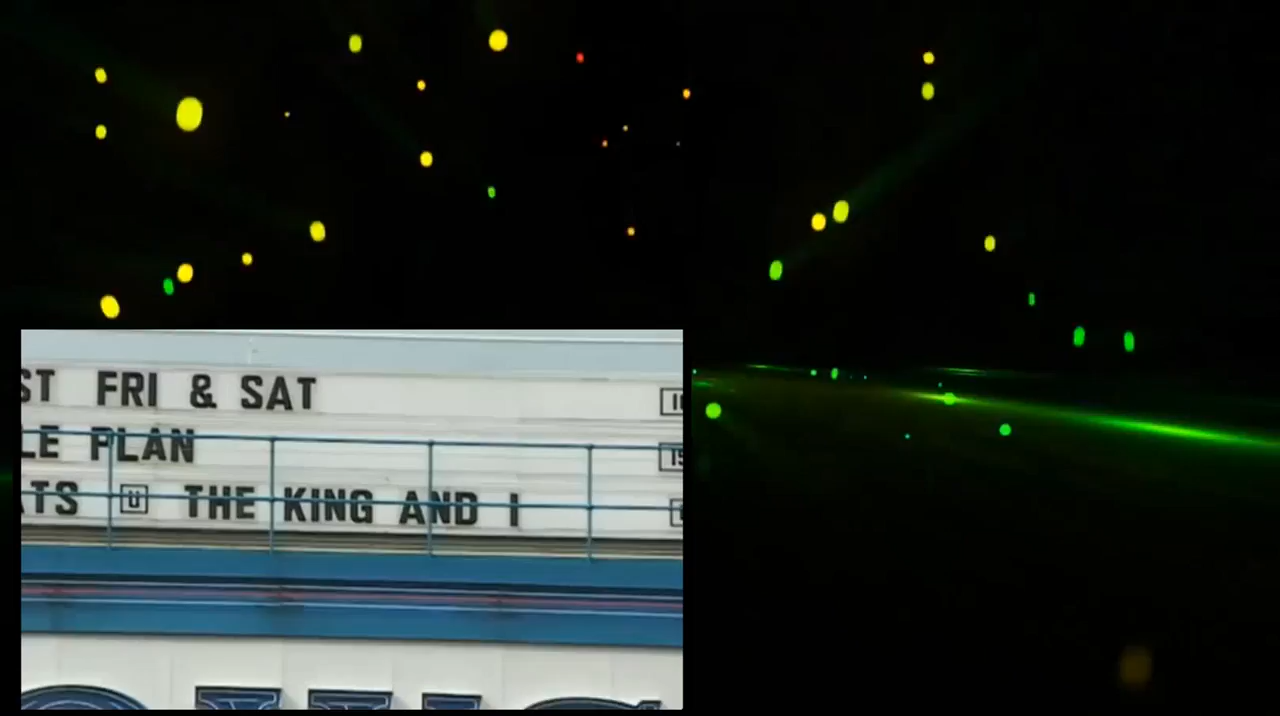 ST FRI & SAT
LE PLAN
ATS U THE KING AND I